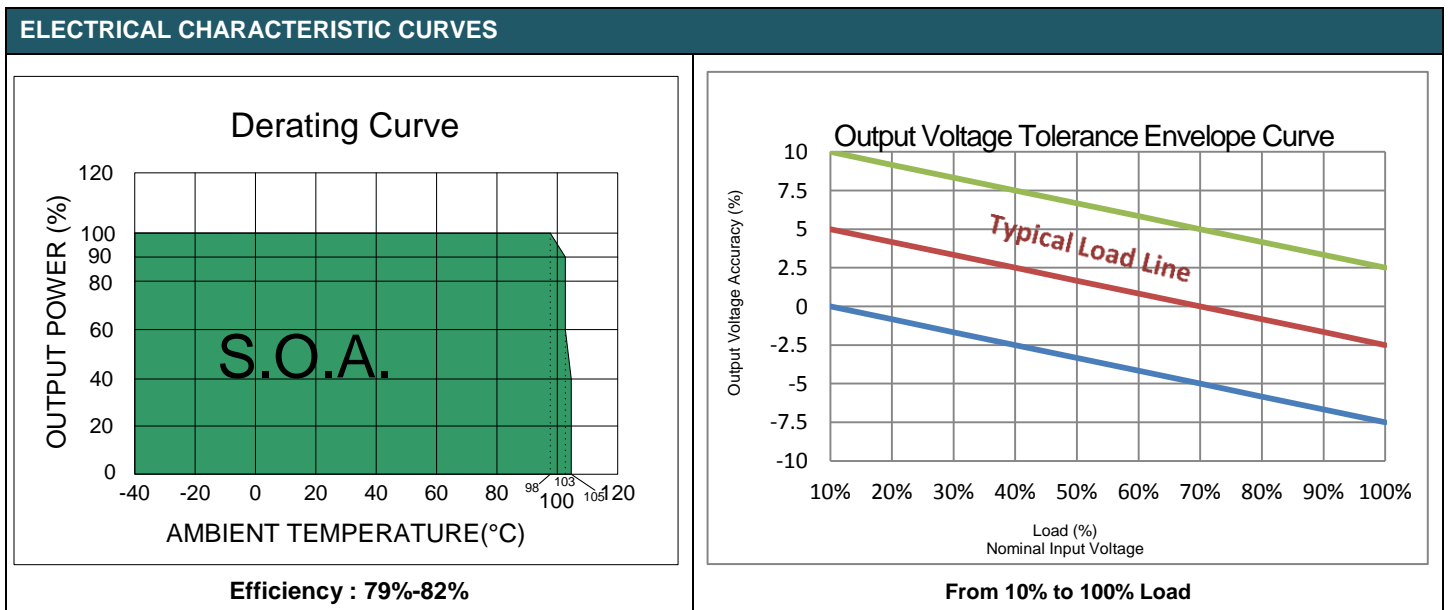 ELECTRICAL CHARACTERISTIC CURVES
Derating Curve
OUTPUT POWER (%)
120
100
90
80
60
40
20
0
S.O.A.
-40 -20 0 20 40 60 80 98 100 103 105 120
AMBIENT TEMPERATURE(°C)
Efficiency : 79%-82%
Output Voltage Tolerance Envelope Curve
Output Voltage Accuracy (%)
10
7.5
5
2.5
0
-2.5
-5
-7.5
-10
Typical Load Line
10% 20% 30% 40% 50% 60% 70% 80% 90% 100%
Load (%)
Nominal Input Voltage
From 10% to 100% Load